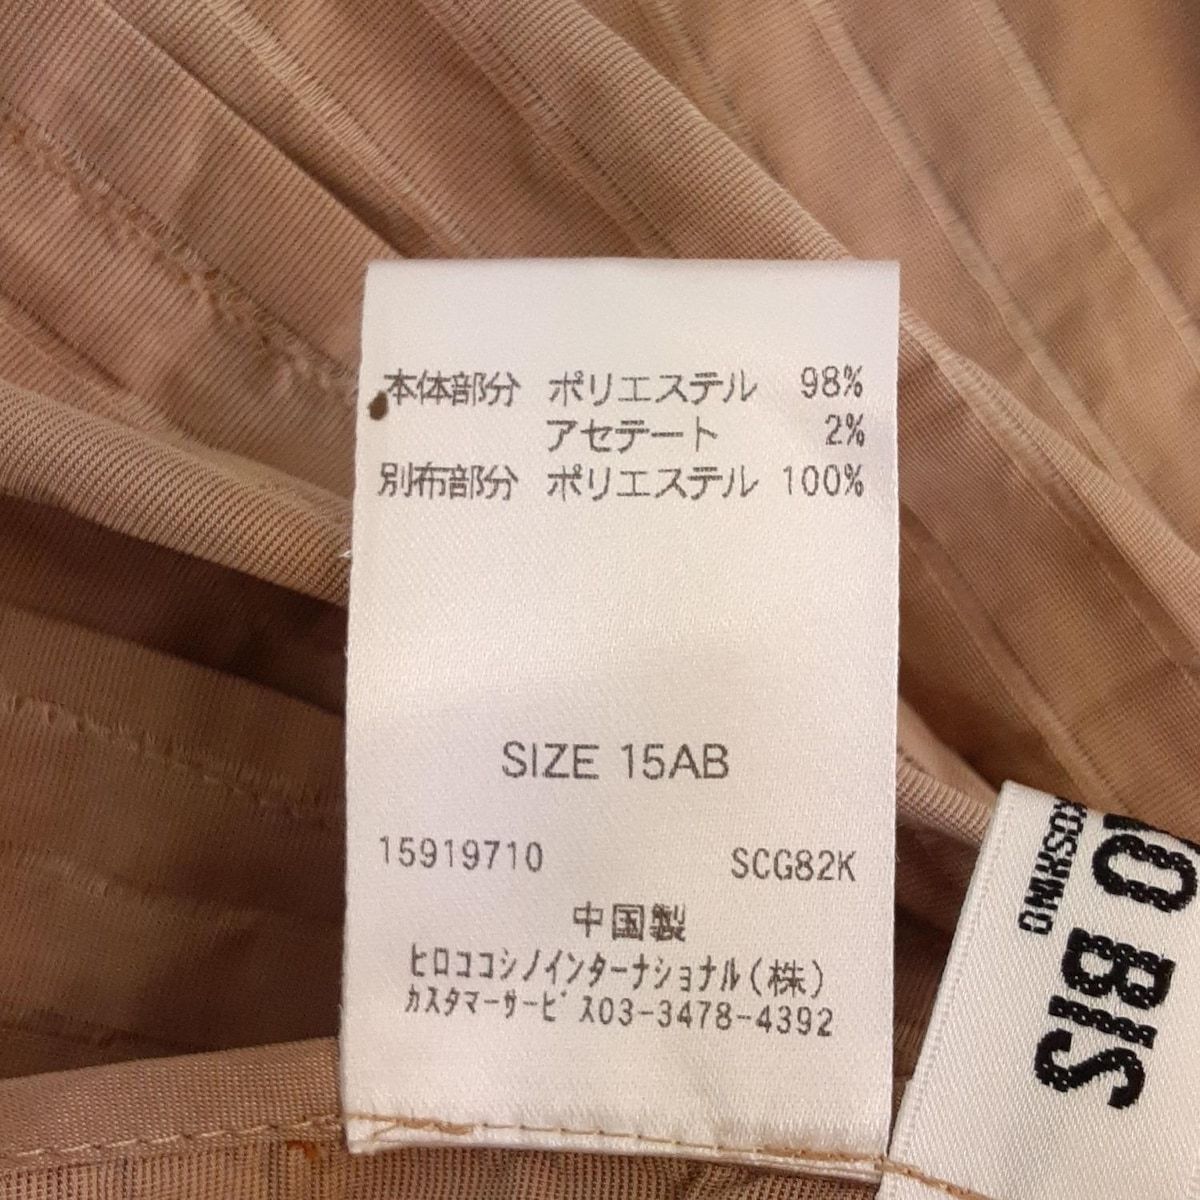 本体部分 ポリエステル 98%
アセテート 2%
別布部分 ポリエステル 100%
SIZE 15AB
15919710 SCG82K
中国製
ヒロココシノインターナショナル(株)
カスタマーサービス03-3478-4392
BIS